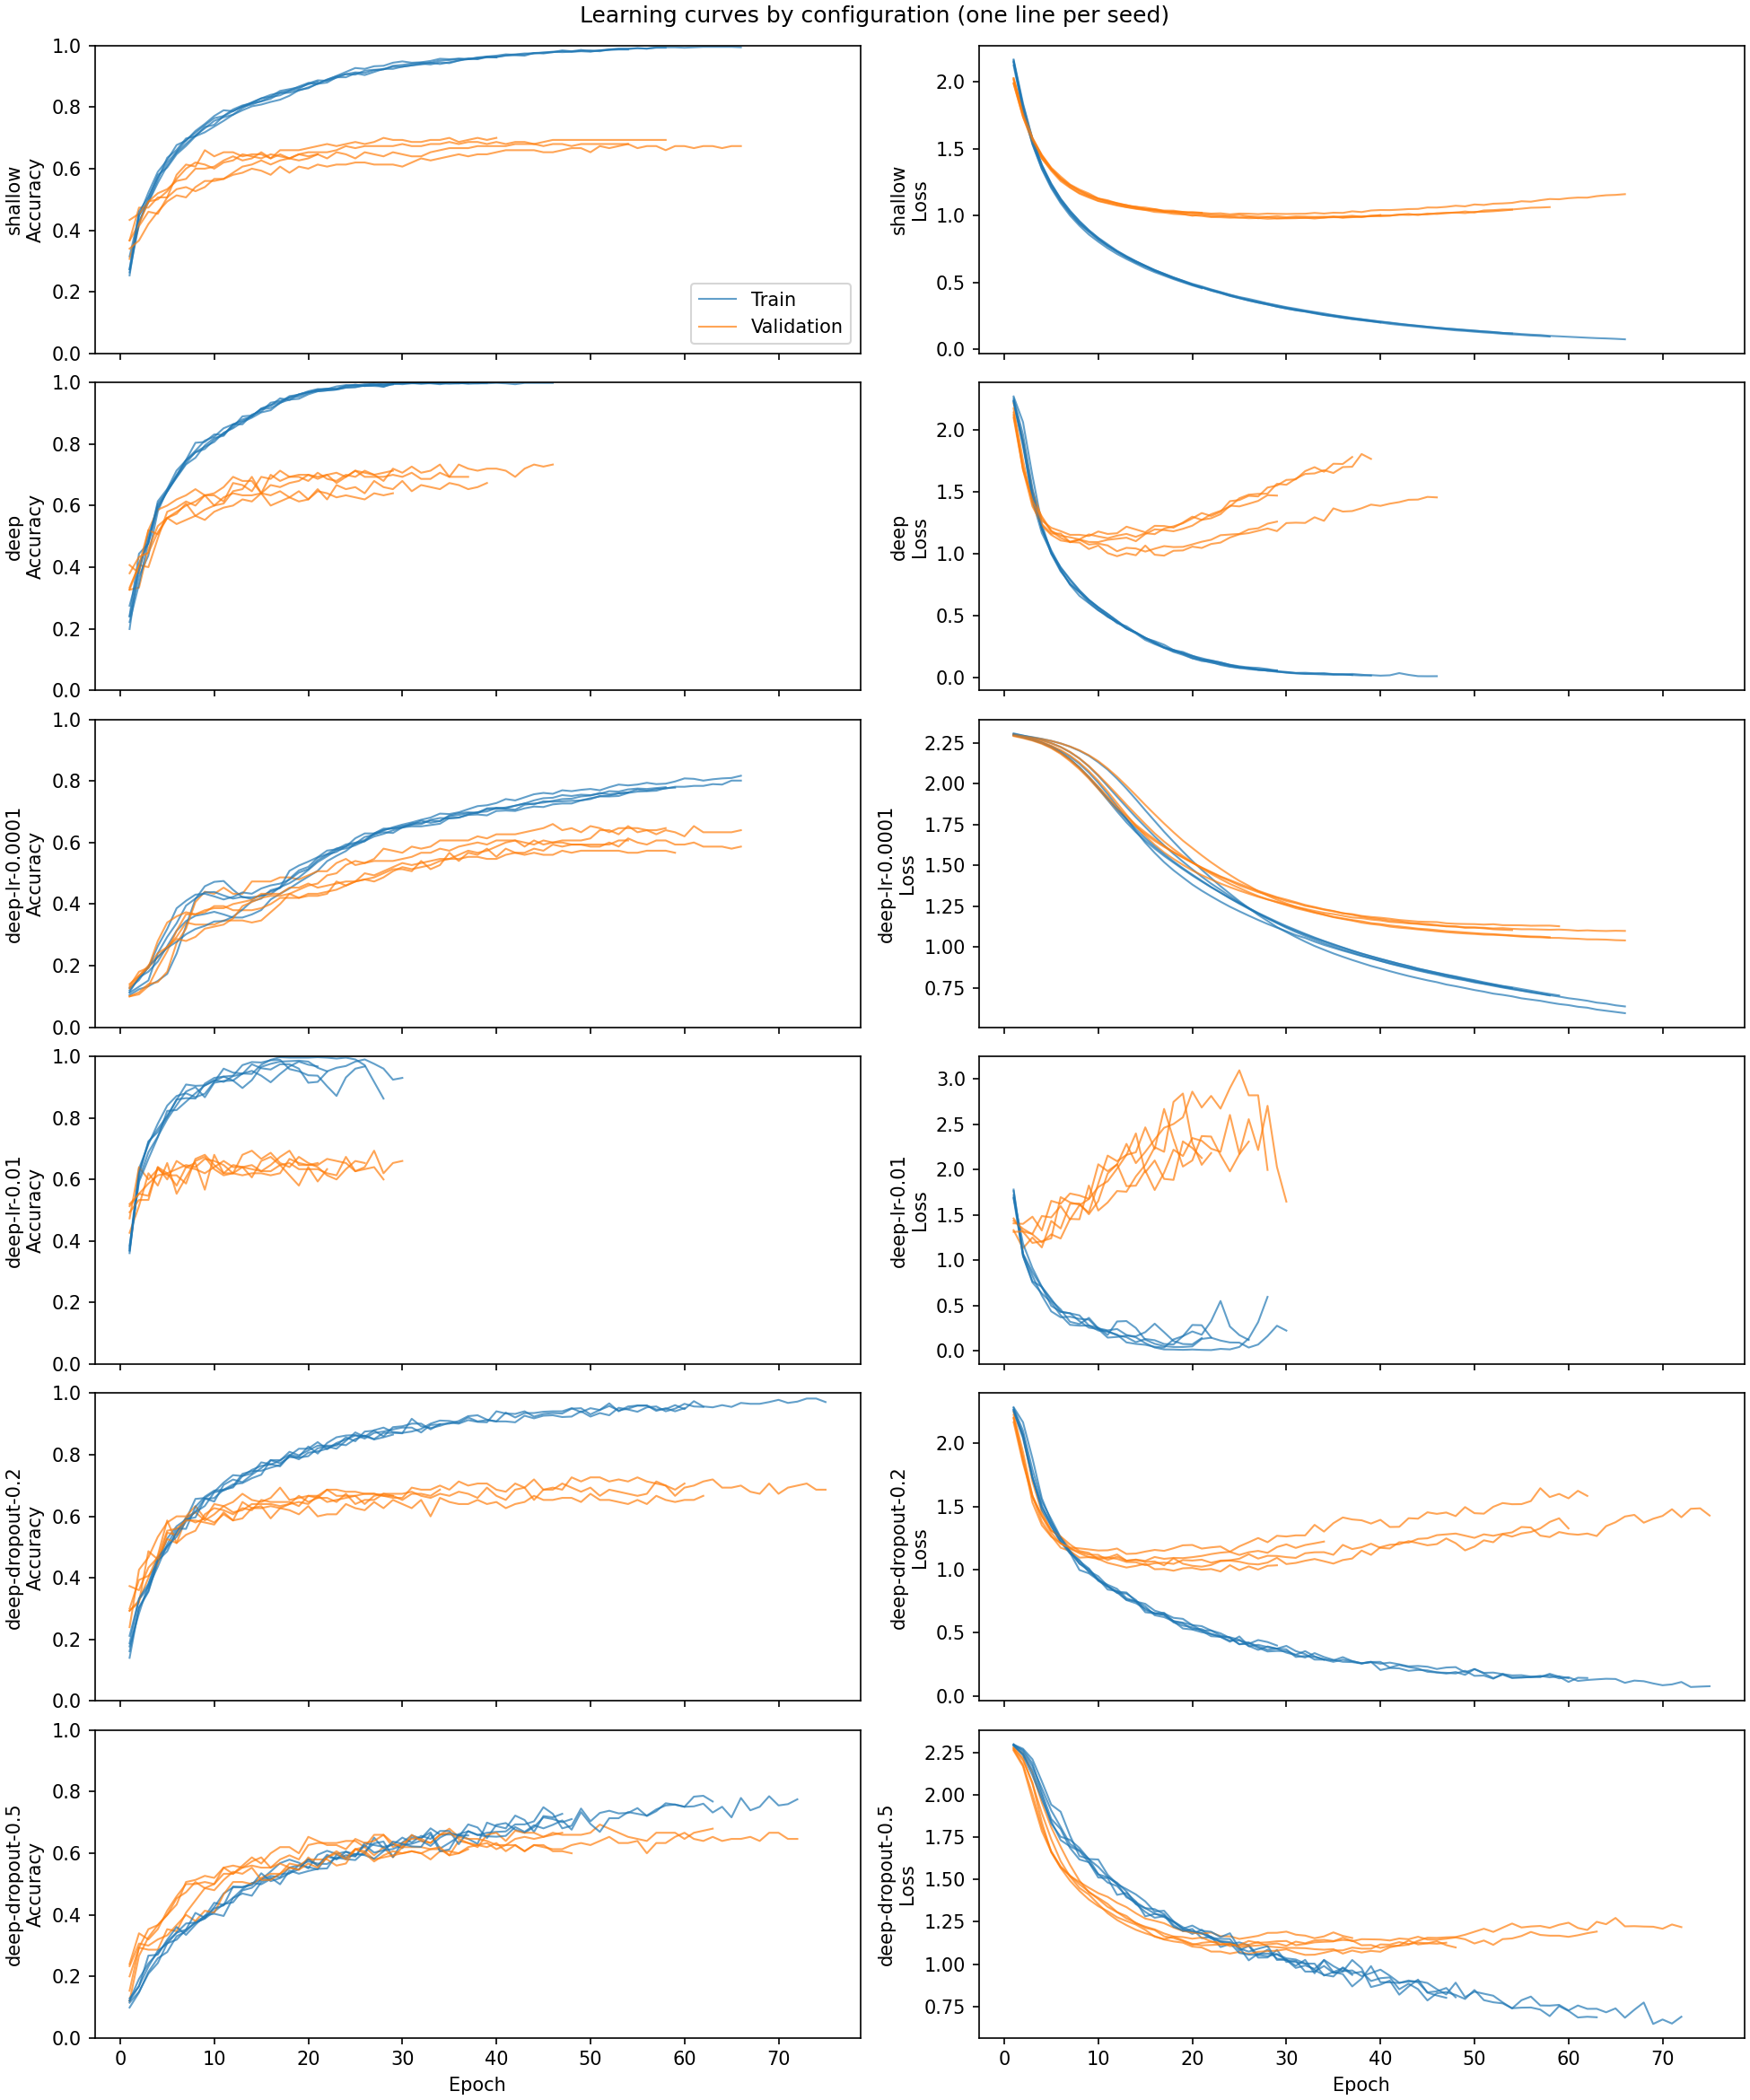 Learning curves by configuration (one line per seed)
shallow
Accuracy
1.0
0.8
0.6
0.4
0.2
0.0
Train
Validation
shallow
Loss
2.0
1.5
1.0
0.5
0.0
deep
Accuracy
1.0
0.8
0.6
0.4
0.2
0.0
deep
Loss
2.0
1.5
1.0
0.5
0.0
deep-lr-0.0001
Accuracy
1.0
0.8
0.6
0.4
0.2
0.0
deep-lr-0.0001
Loss
2.25
2.00
1.75
1.50
1.25
1.00
0.75
deep-lr-0.01
Accuracy
1.0
0.8
0.6
0.4
0.2
0.0
deep-lr-0.01
Loss
3.0
2.5
2.0
1.5
1.0
0.5
0.0
deep-dropout-0.2
Accuracy
1.0
0.8
0.6
0.4
0.2
0.0
deep-dropout-0.2
Loss
2.0
1.5
1.0
0.5
0.0
deep-dropout-0.5
Accuracy
1.0
0.8
0.6
0.4
0.2
0.0
0 10 20 30 40 50 60 70
Epoch
deep-dropout-0.5
Loss
2.25
2.00
1.75
1.50
1.25
1.00
0.75
0 10 20 30 40 50 60 70
Epoch